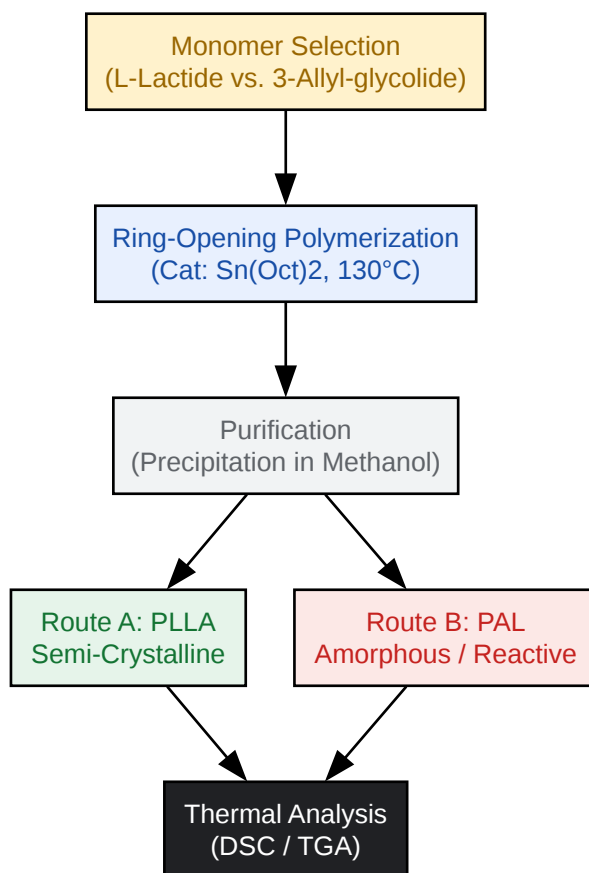 Monomer Selection
(L-Lactide vs. 3-Allyl-glycolide)
Ring-Opening Polymerization
(Cat: Sn(Oct)2, 130°C)
Purification
(Precipitation in Methanol)
Route A: PLLA
Semi-Crystalline
Route B: PAL
Amorphous / Reactive
Thermal Analysis
(DSC / TGA)